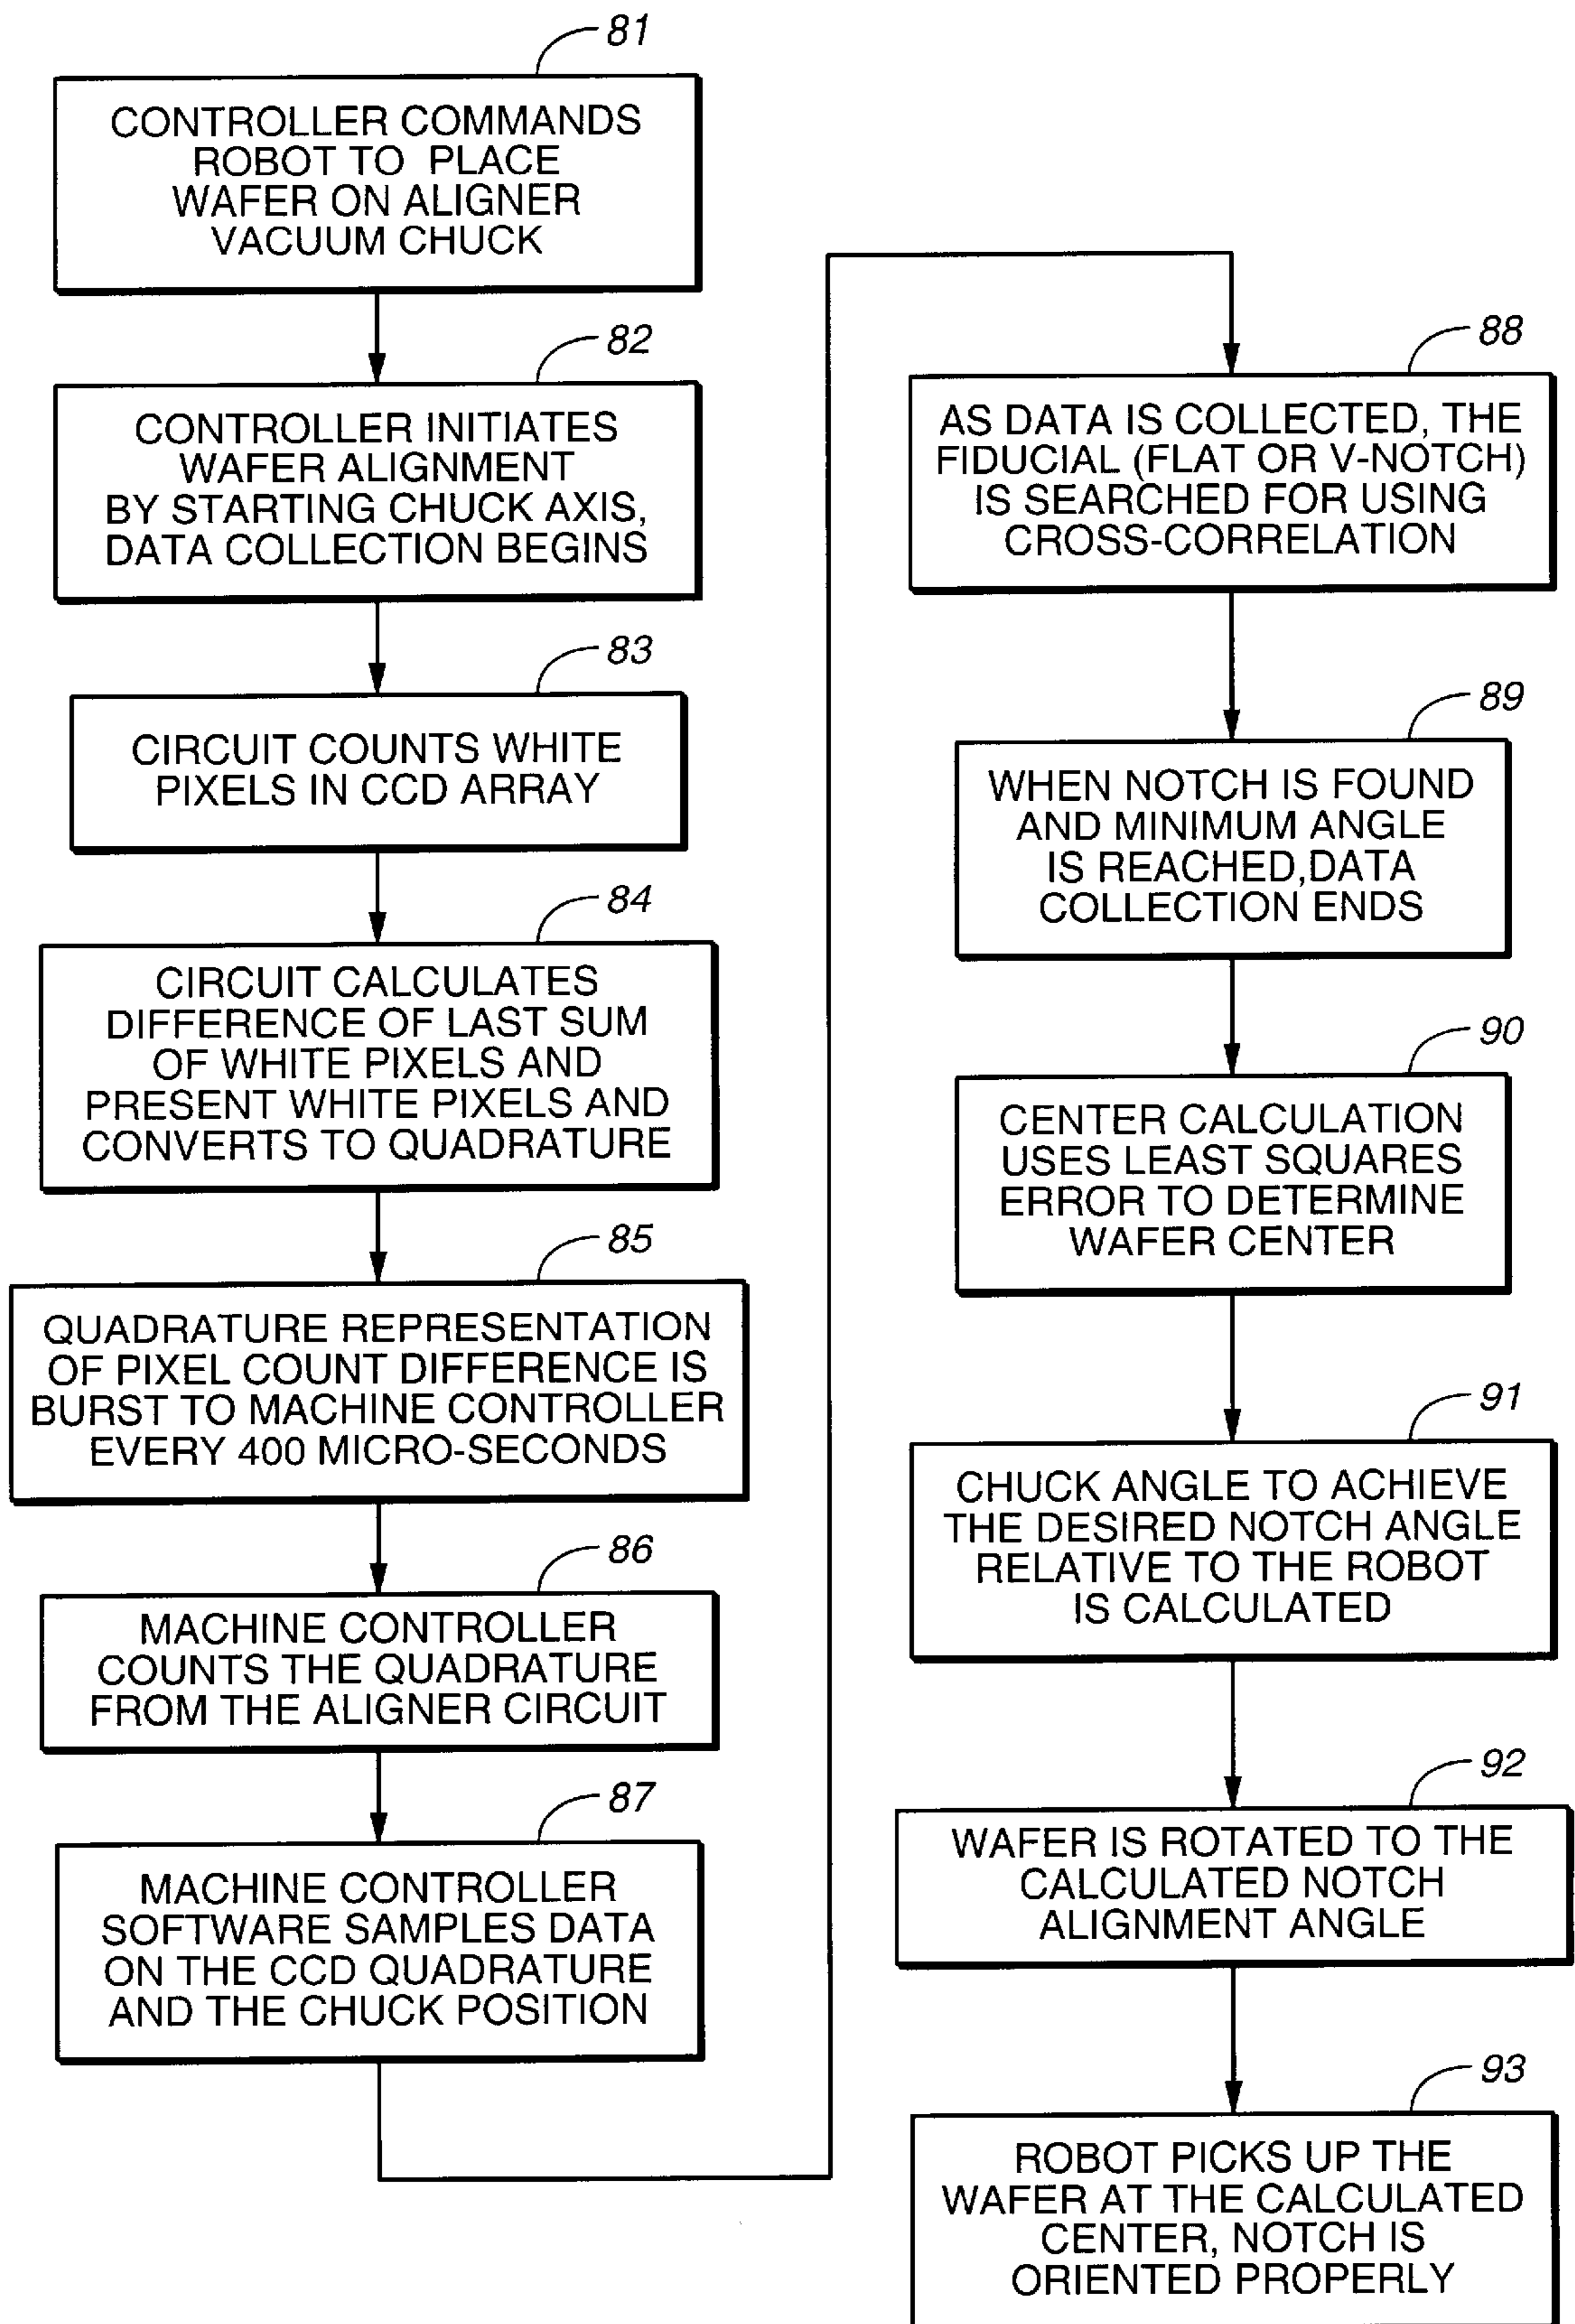 81
CONTROLLER COMMANDS
ROBOT TO PLACE
WAFER ON ALIGNER
VACUUM CHUCK
82
CONTROLLER INITIATES
WAFER ALIGNMENT
BY STARTING CHUCK AXIS,
DATA COLLECTION BEGINS
83
CIRCUIT COUNTS WHITE
PIXELS IN CCD ARRAY
84
CIRCUIT CALCULATES
DIFFERENCE OF LAST SUM
OF WHITE PIXELS AND
PRESENT WHITE PIXELS AND
CONVERTS TO QUADRATURE
85
QUADRATURE REPRESENTATION
OF PIXEL COUNT DIFFERENCE IS
BURST TO MACHINE CONTROLLER
EVERY 400 MICRO-SECONDS
86
MACHINE CONTROLLER
COUNTS THE QUADRATURE
FROM THE ALIGNER CIRCUIT
87
MACHINE CONTROLLER
SOFTWARE SAMPLES DATA
ON THE CCD QUADRATURE
AND THE CHUCK POSITION
88
AS DATA IS COLLECTED, THE
FIDUCIAL (FLAT OR V-NOTCH)
IS SEARCHED FOR USING
CROSS-CORRELATION
89
WHEN NOTCH IS FOUND
AND MINIMUM ANGLE
IS REACHED,DATA
COLLECTION ENDS
90
CENTER CALCULATION
USES LEAST SQUARES
ERROR TO DETERMINE
WAFER CENTER
91
CHUCK ANGLE TO ACHIEVE
THE DESIRED NOTCH ANGLE
RELATIVE TO THE ROBOT
IS CALCULATED
92
WAFER IS ROTATED TO THE
CALCULATED NOTCH
ALIGNMENT ANGLE
93
ROBOT PICKS UP THE
WAFER AT THE CALCULATED
CENTER, NOTCH IS
ORIENTED PROPERLY